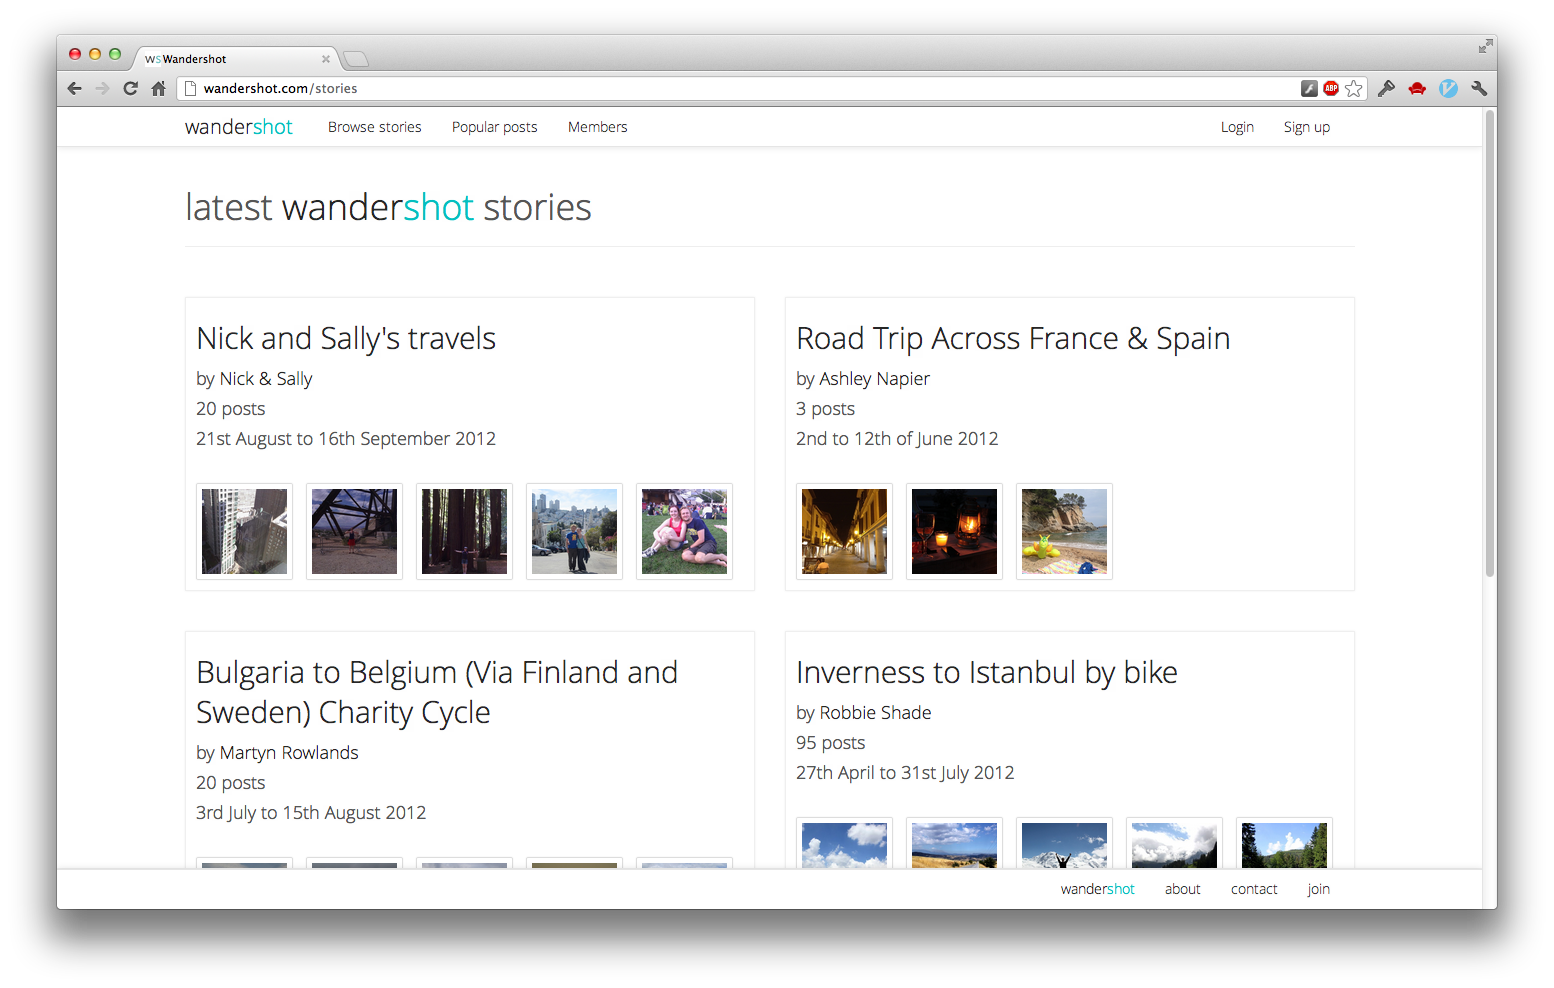 WS Wandershot
wandershot.com/stories
ABP
wandershot Browse stories Popular posts Members Login Sign up
latest wandershot stories
Nick and Sally's travels
by Nick & Sally
20 posts
21st August to 16th September 2012
Road Trip Across France & Spain
by Ashley Napier
3 posts
2nd to 12th of June 2012
Bulgaria to Belgium (Via Finland and
Sweden) Charity Cycle
by Martyn Rowlands
20 posts
3rd July to 15th August 2012
Inverness to Istanbul by bike
by Robbie Shade
95 posts
27th April to 31st July 2012
wandershot about contact join